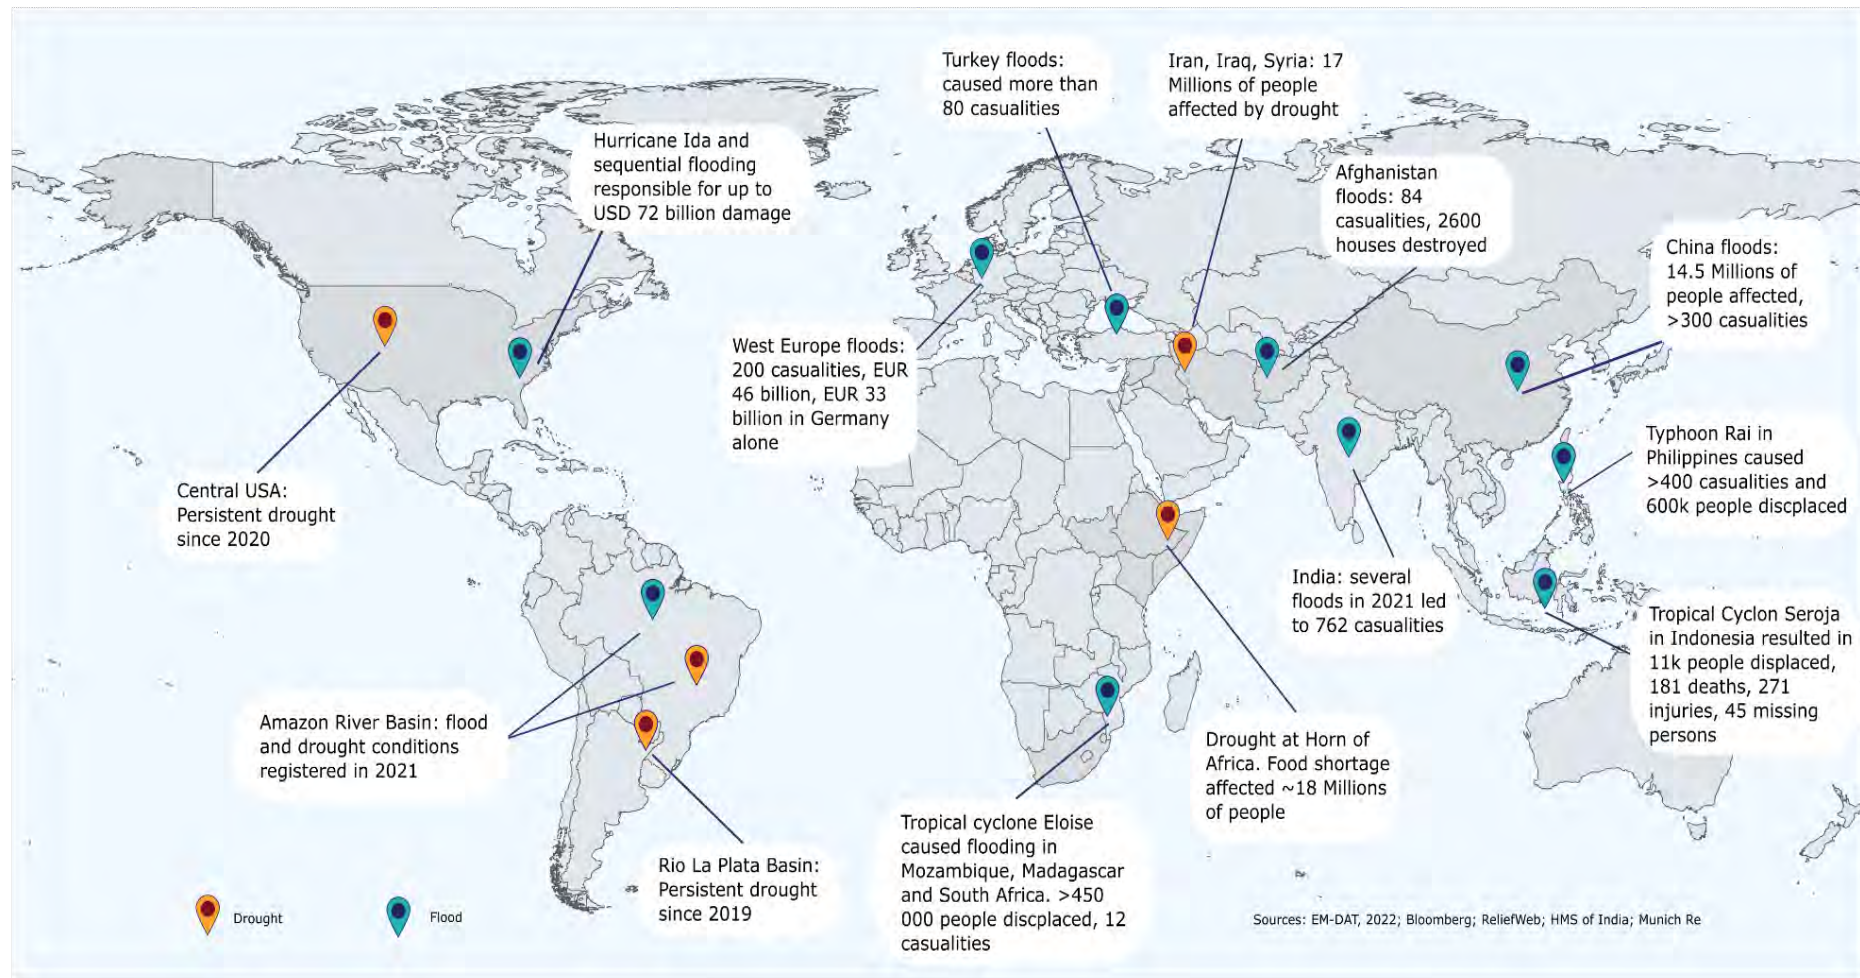 Turkey floods:
caused more than
80 casualities
Iran, Iraq, Syria: 17
Millions of people
affected by drought
Hurricane Ida and
sequential flooding
responsible for up to
USD 72 billion damage
Afghanistan
floods: 84
casualities, 2600
houses destroyed
China floods:
14.5 Millions of
people affected,
>300 casualities
West Europe floods:
200 casualities, EUR
46 billion, EUR 33
billion in Germany
alone
Typhoon Rai in
Philippines caused
>400 casualities and
600k people discplaced
Central USA:
Persistent drought
since 2020
India: several
floods in 2021 led
to 762 casualities
Tropical Cyclon Seroja
in Indonesia resulted in
11k people displaced,
181 deaths, 271
injuries, 45 missing
persons
Amazon River Basin: flood
and drought conditions
registered in 2021
Drought at Horn of
Africa. Food shortage
affected ~18 Millions
of people
Tropical cyclone Eloise
caused flooding in
Mozambique, Madagascar
and South Africa. >450
000 people discplaced, 12
casualities
Rio La Plata Basin:
Persistent drought
since 2019
Drought
Flood
Sources: EM-DAT, 2022; Bloomberg; ReliefWeb; HMS of India; Munich Re